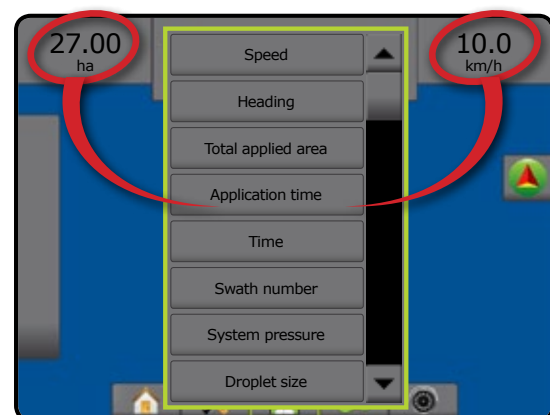 27.00
ha
10.0
km/h
Speed
Heading
Total applied area
Application time
Time
Swath number
System pressure
Droplet size